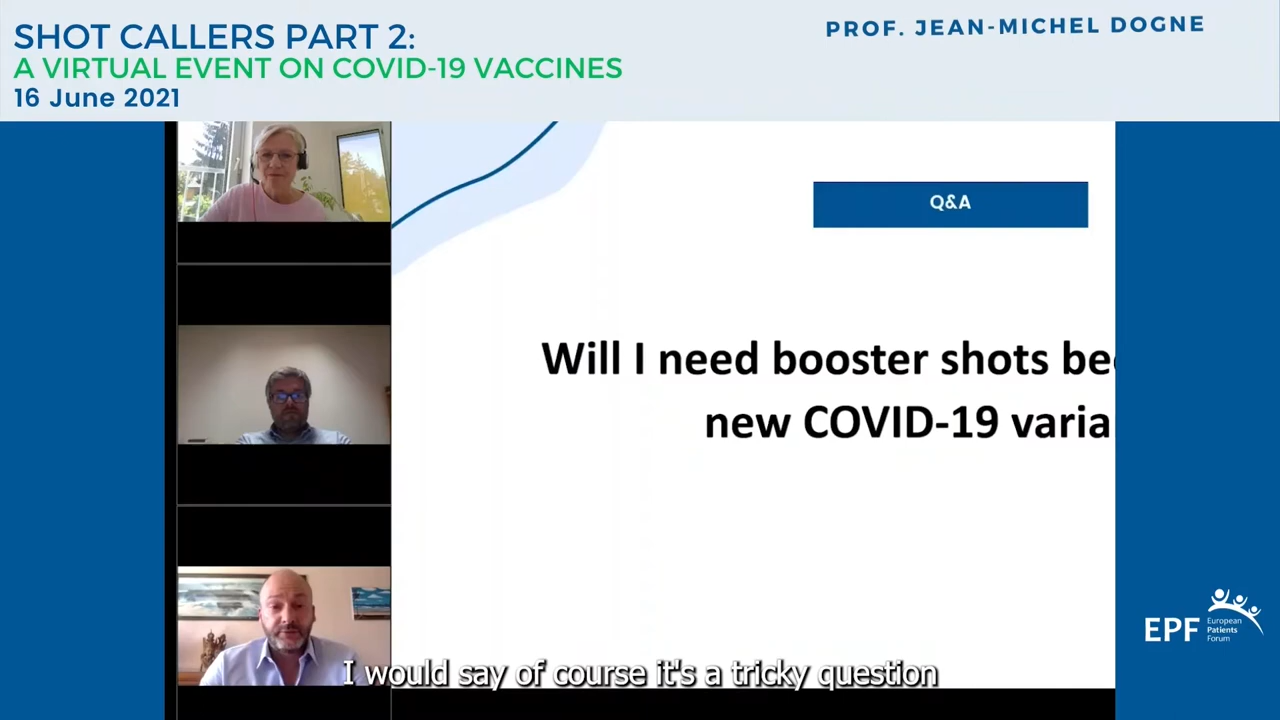 SHOT CALLERS PART 2:
A VIRTUAL EVENT ON COVID-19 VACCINES
16 June 2021
PROF. JEAN-MICHEL DOGNE
Q&A
Will I need booster shots be
new COVID-19 varia
EPF
European
Patients
Forum
I would say of course it's a tricky question